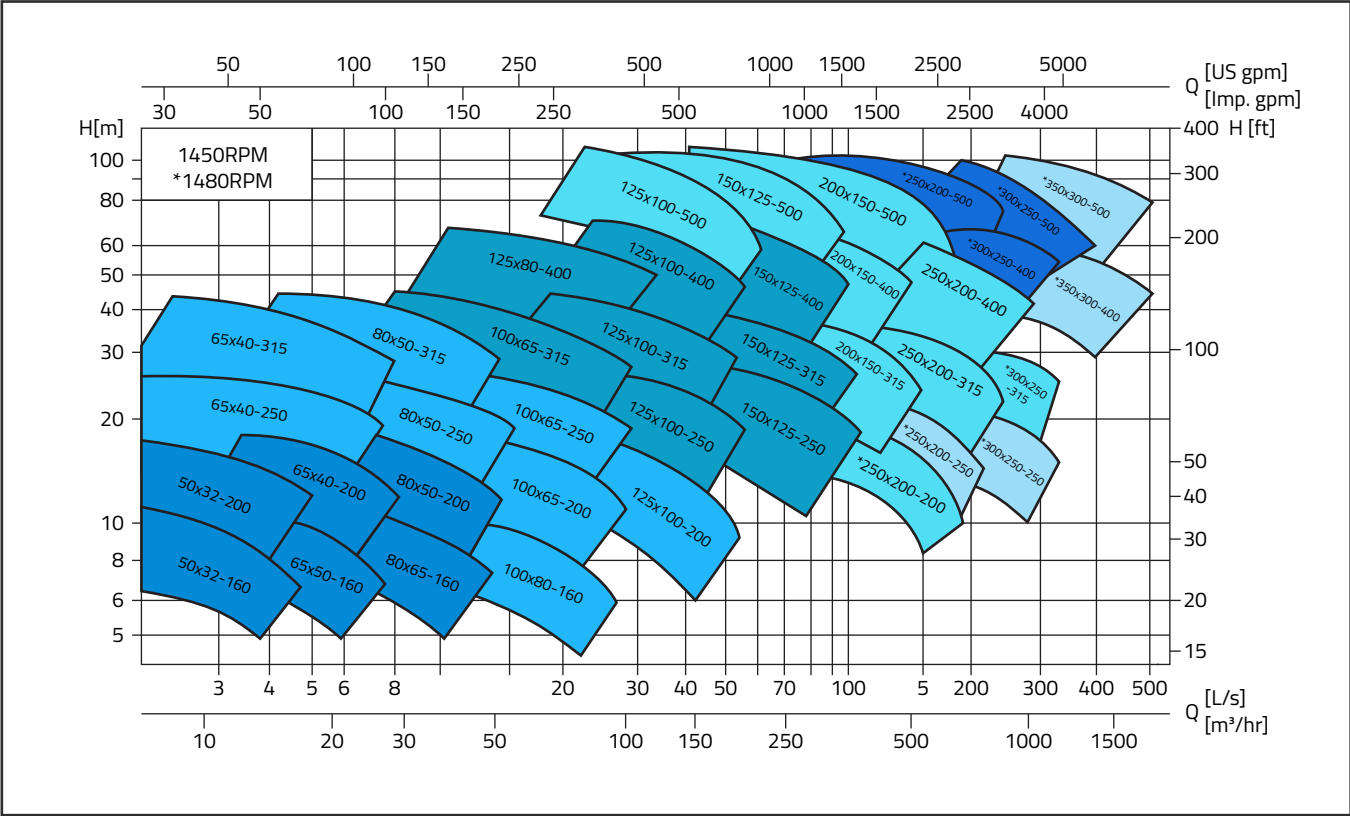 50 100 150 250 500 1000 1500 2500 5000
Q [US gpm]
[Imp. gpm]
30 50 100 150 250 500 1000 1500 2500 4000
H[m]
400 H [ft]
1450RPM
*1480RPM
100
80
60
50
40
30
20
10
8
6
5
300
200
100
50
40
30
20
15
125x100-500
150x125-500
200x150-500
*250x200-500
*300x250-500
*350x300-500
125x80-400
125x100-400
150x125-400
200x150-400
250x200-400
*300x250-400
*350x300-400
65x40-315
80x50-315
100x65-315
125x100-315
150x125-315
200x150-315
250x200-315
*300x250
-315
65x40-250
80x50-250
100x65-250
125x100-250
150x125-250
*250x200-250
*300x250-250
50x32-200
65x40-200
80x50-200
100x65-200
125x100-200
*250x200-200
50x32-160
65x50-160
80x65-160
100x80-160
3 4 5 6 8 20 30 40 50 70 100 5 200 300 400 500
Q [L/s]
[m³/hr]
10 20 30 50 100 150 250 500 1000 1500